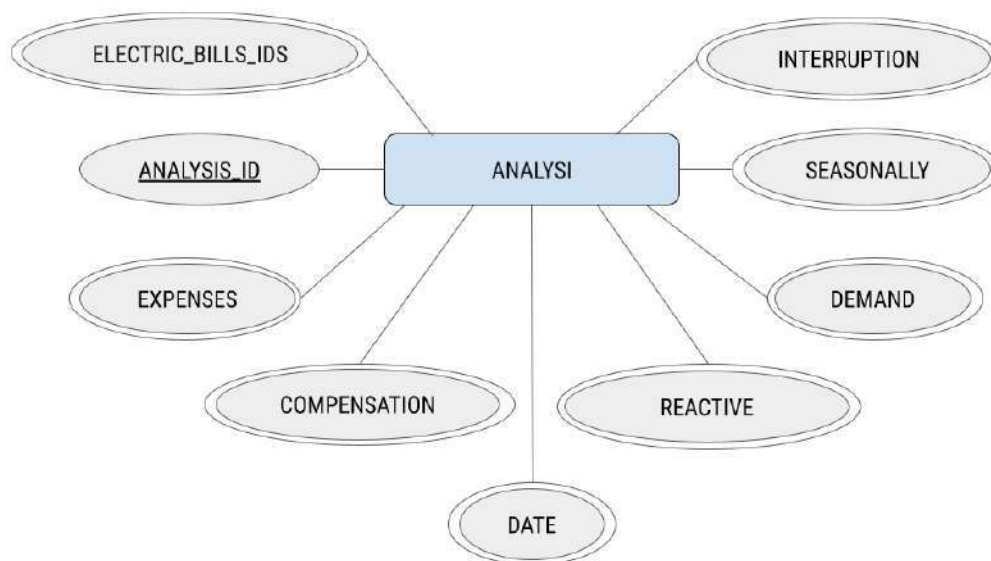 ELECTRIC_BILLS_IDS
INTERRUPTION
ANALYSIS_ID
ANALYSI
SEASONALLY
EXPENSES
DEMAND
COMPENSATION
REACTIVE
DATE